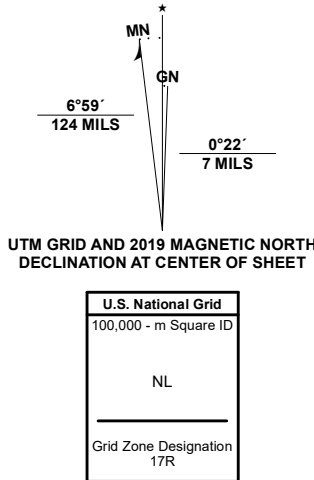 ★
MN
GN
6°59´
124 MILS
0°22´
7 MILS
UTM GRID AND 2019 MAGNETIC NORTH
DECLINATION AT CENTER OF SHEET
U.S. National Grid
100,000 - m Square ID
NL
Grid Zone Designation
17R